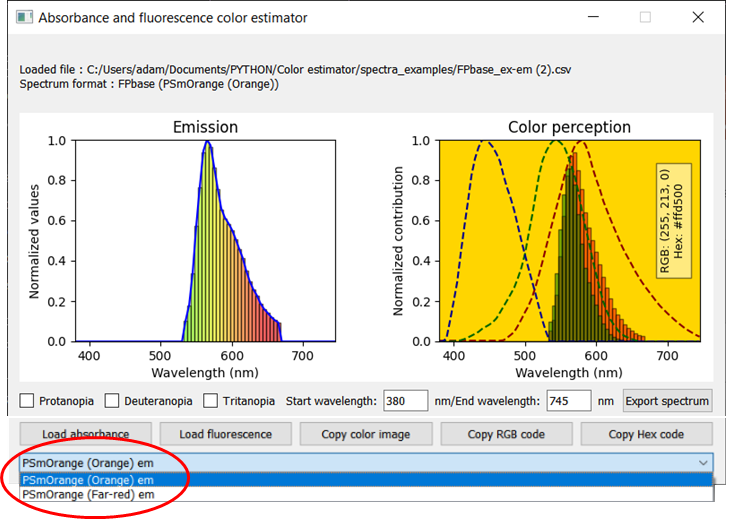 Absorbance and fluorescence color estimator
Loaded file : C:/Users/adam/Documents/PYTHON/Color estimator/spectra_examples/FPbase_ex-em (2).csv
Spectrum format : FPbase (PSmOrange (Orange))
Emission
Normalized values
1.0
0.8
0.6
0.4
0.2
0.0
400 500 600 700
Wavelength (nm)
Color perception
Normalized contribution
1.0
0.8
0.6
0.4
0.2
0.0
400 500 600 700
Wavelength (nm)
RGB: (255, 213, 0)
Hex: #ffd500
Protanopia Deuteranopia Tritanopia Start wavelength: 380 nm/End wavelength: 745 nm Export spectrum
Load absorbance Load fluorescence Copy color image Copy RGB code Copy Hex code
PSmOrange (Orange) em
PSmOrange (Orange) em
PSmOrange (Far-red) em